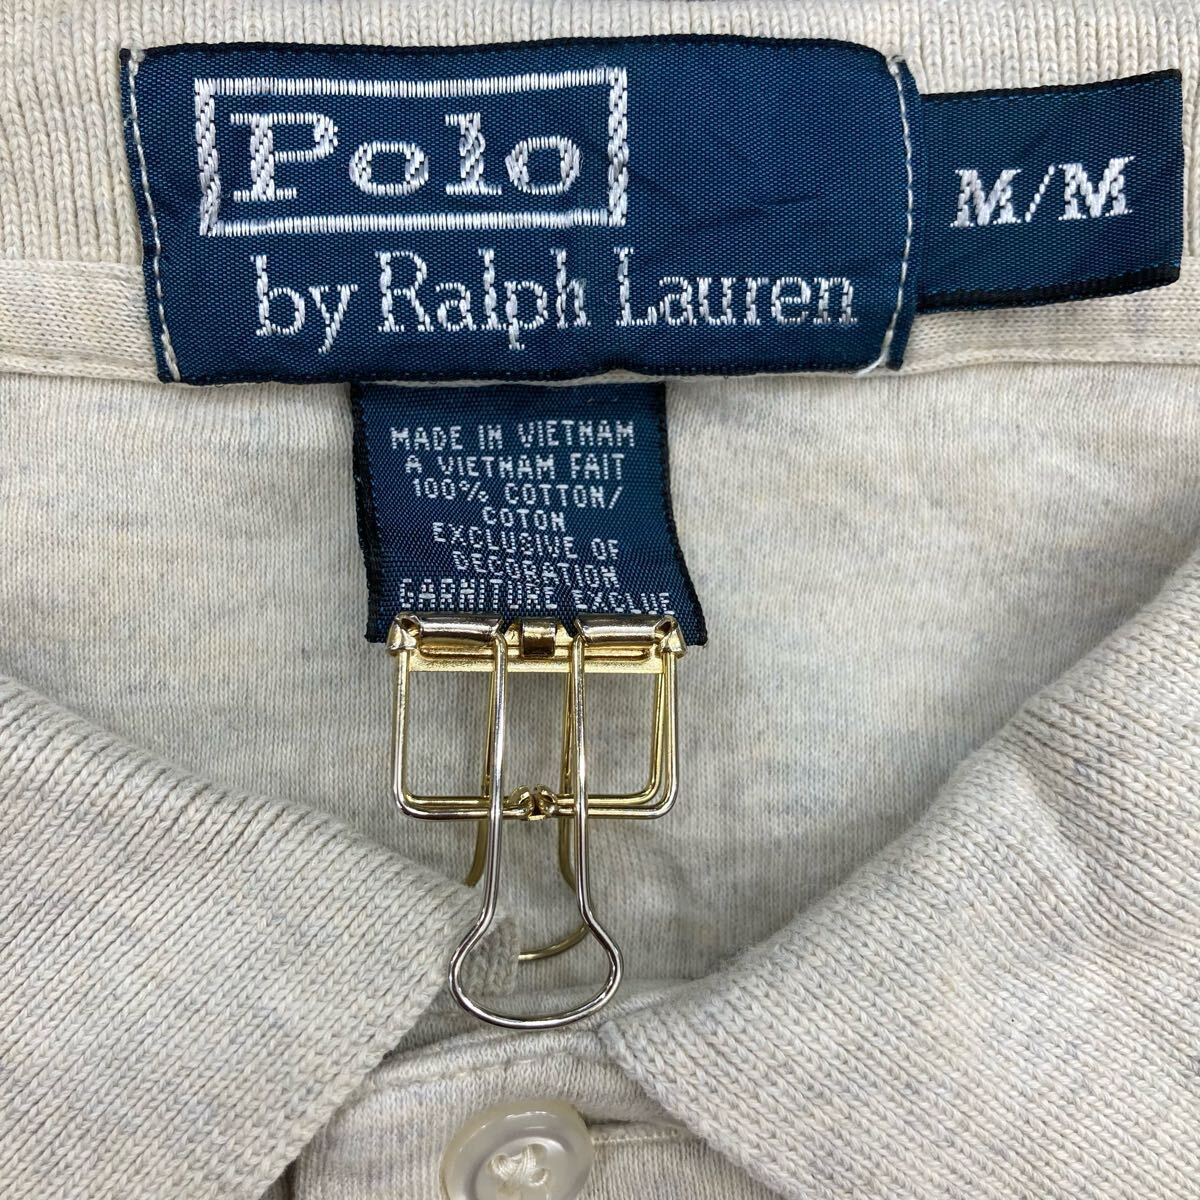 Polo
by Ralph Lauren
M/M
MADE IN VIETNAM
A VIETNAM FAIT
100% COTTON/
COTON
EXCLUSIVE OF
DECORATION
GARNITURE EXCLUE